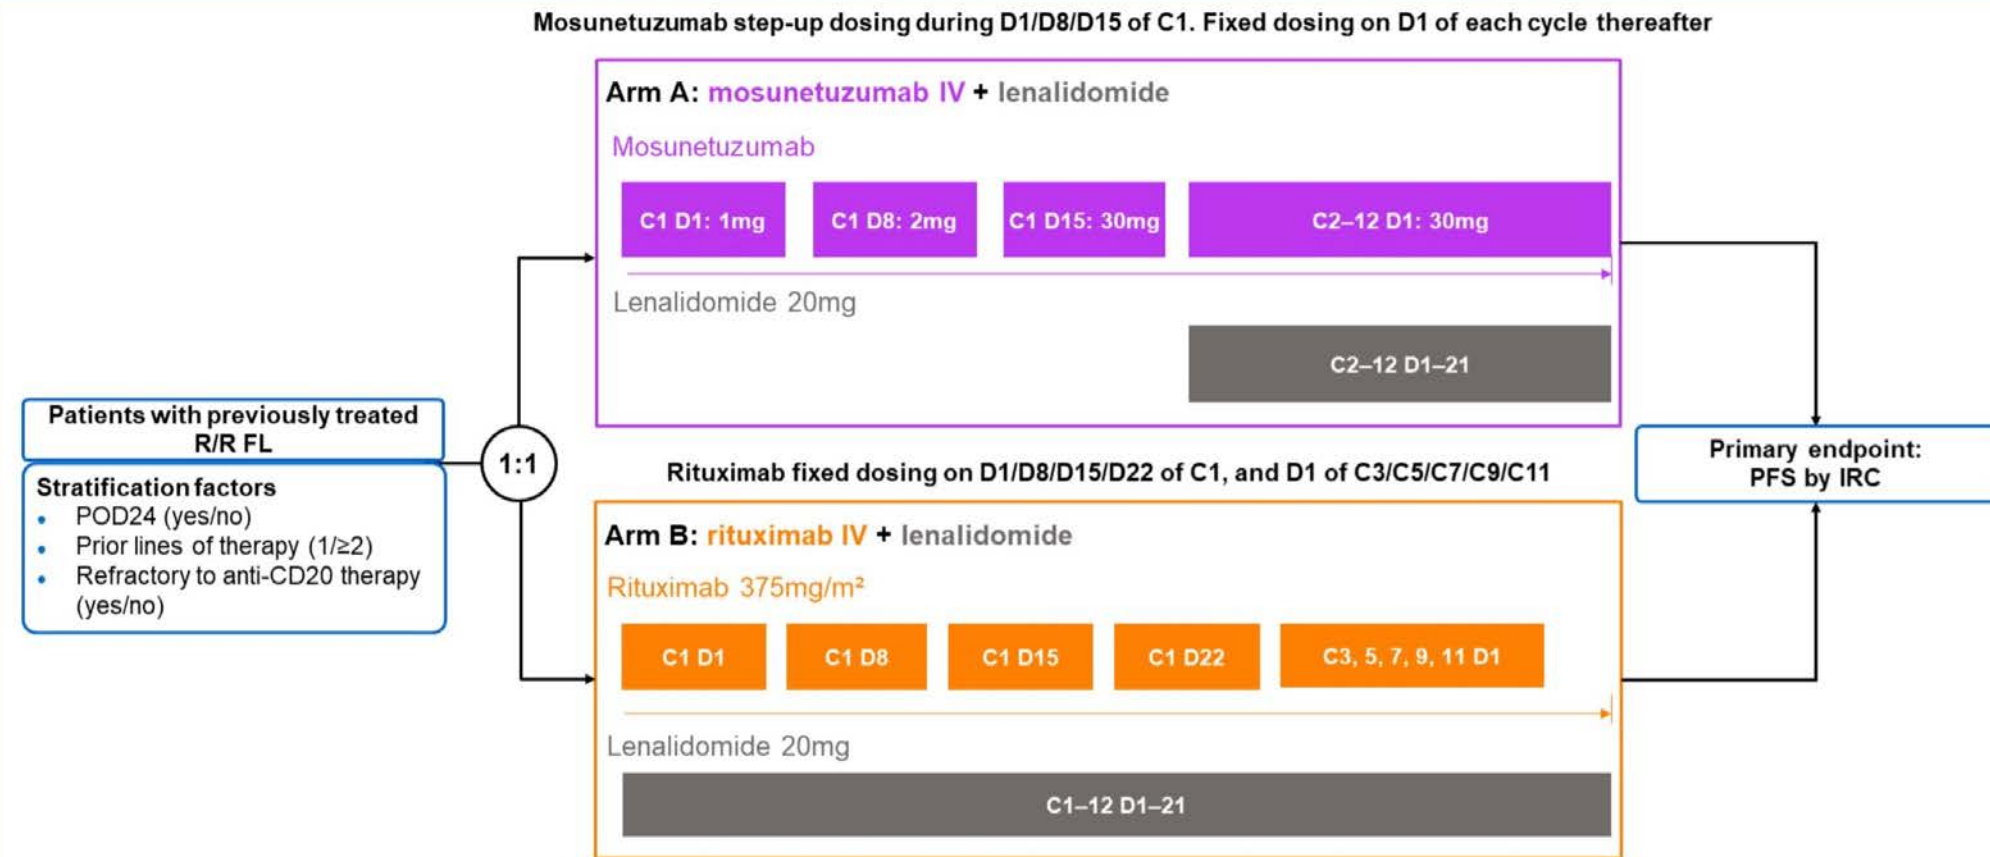 Mosunetuzumab step-up dosing during D1/D8/D15 of C1. Fixed dosing on D1 of each cycle thereafter
Arm A: mosunetuzumab IV + lenalidomide
Mosunetuzumab
C1 D1: 1mg
C1 D8: 2mg
C1 D15: 30mg
C2–12 D1: 30mg
Lenalidomide 20mg
C2–12 D1–21
Patients with previously treated
R/R FL
Stratification factors
• POD24 (yes/no)
• Prior lines of therapy (1/≥2)
• Refractory to anti-CD20 therapy
(yes/no)
1:1
Rituximab fixed dosing on D1/D8/D15/D22 of C1, and D1 of C3/C5/C7/C9/C11
Arm B: rituximab IV + lenalidomide
Rituximab 375mg/m²
C1 D1
C1 D8
C1 D15
C1 D22
C3, 5, 7, 9, 11 D1
Lenalidomide 20mg
C1–12 D1–21
Primary endpoint:
PFS by IRC